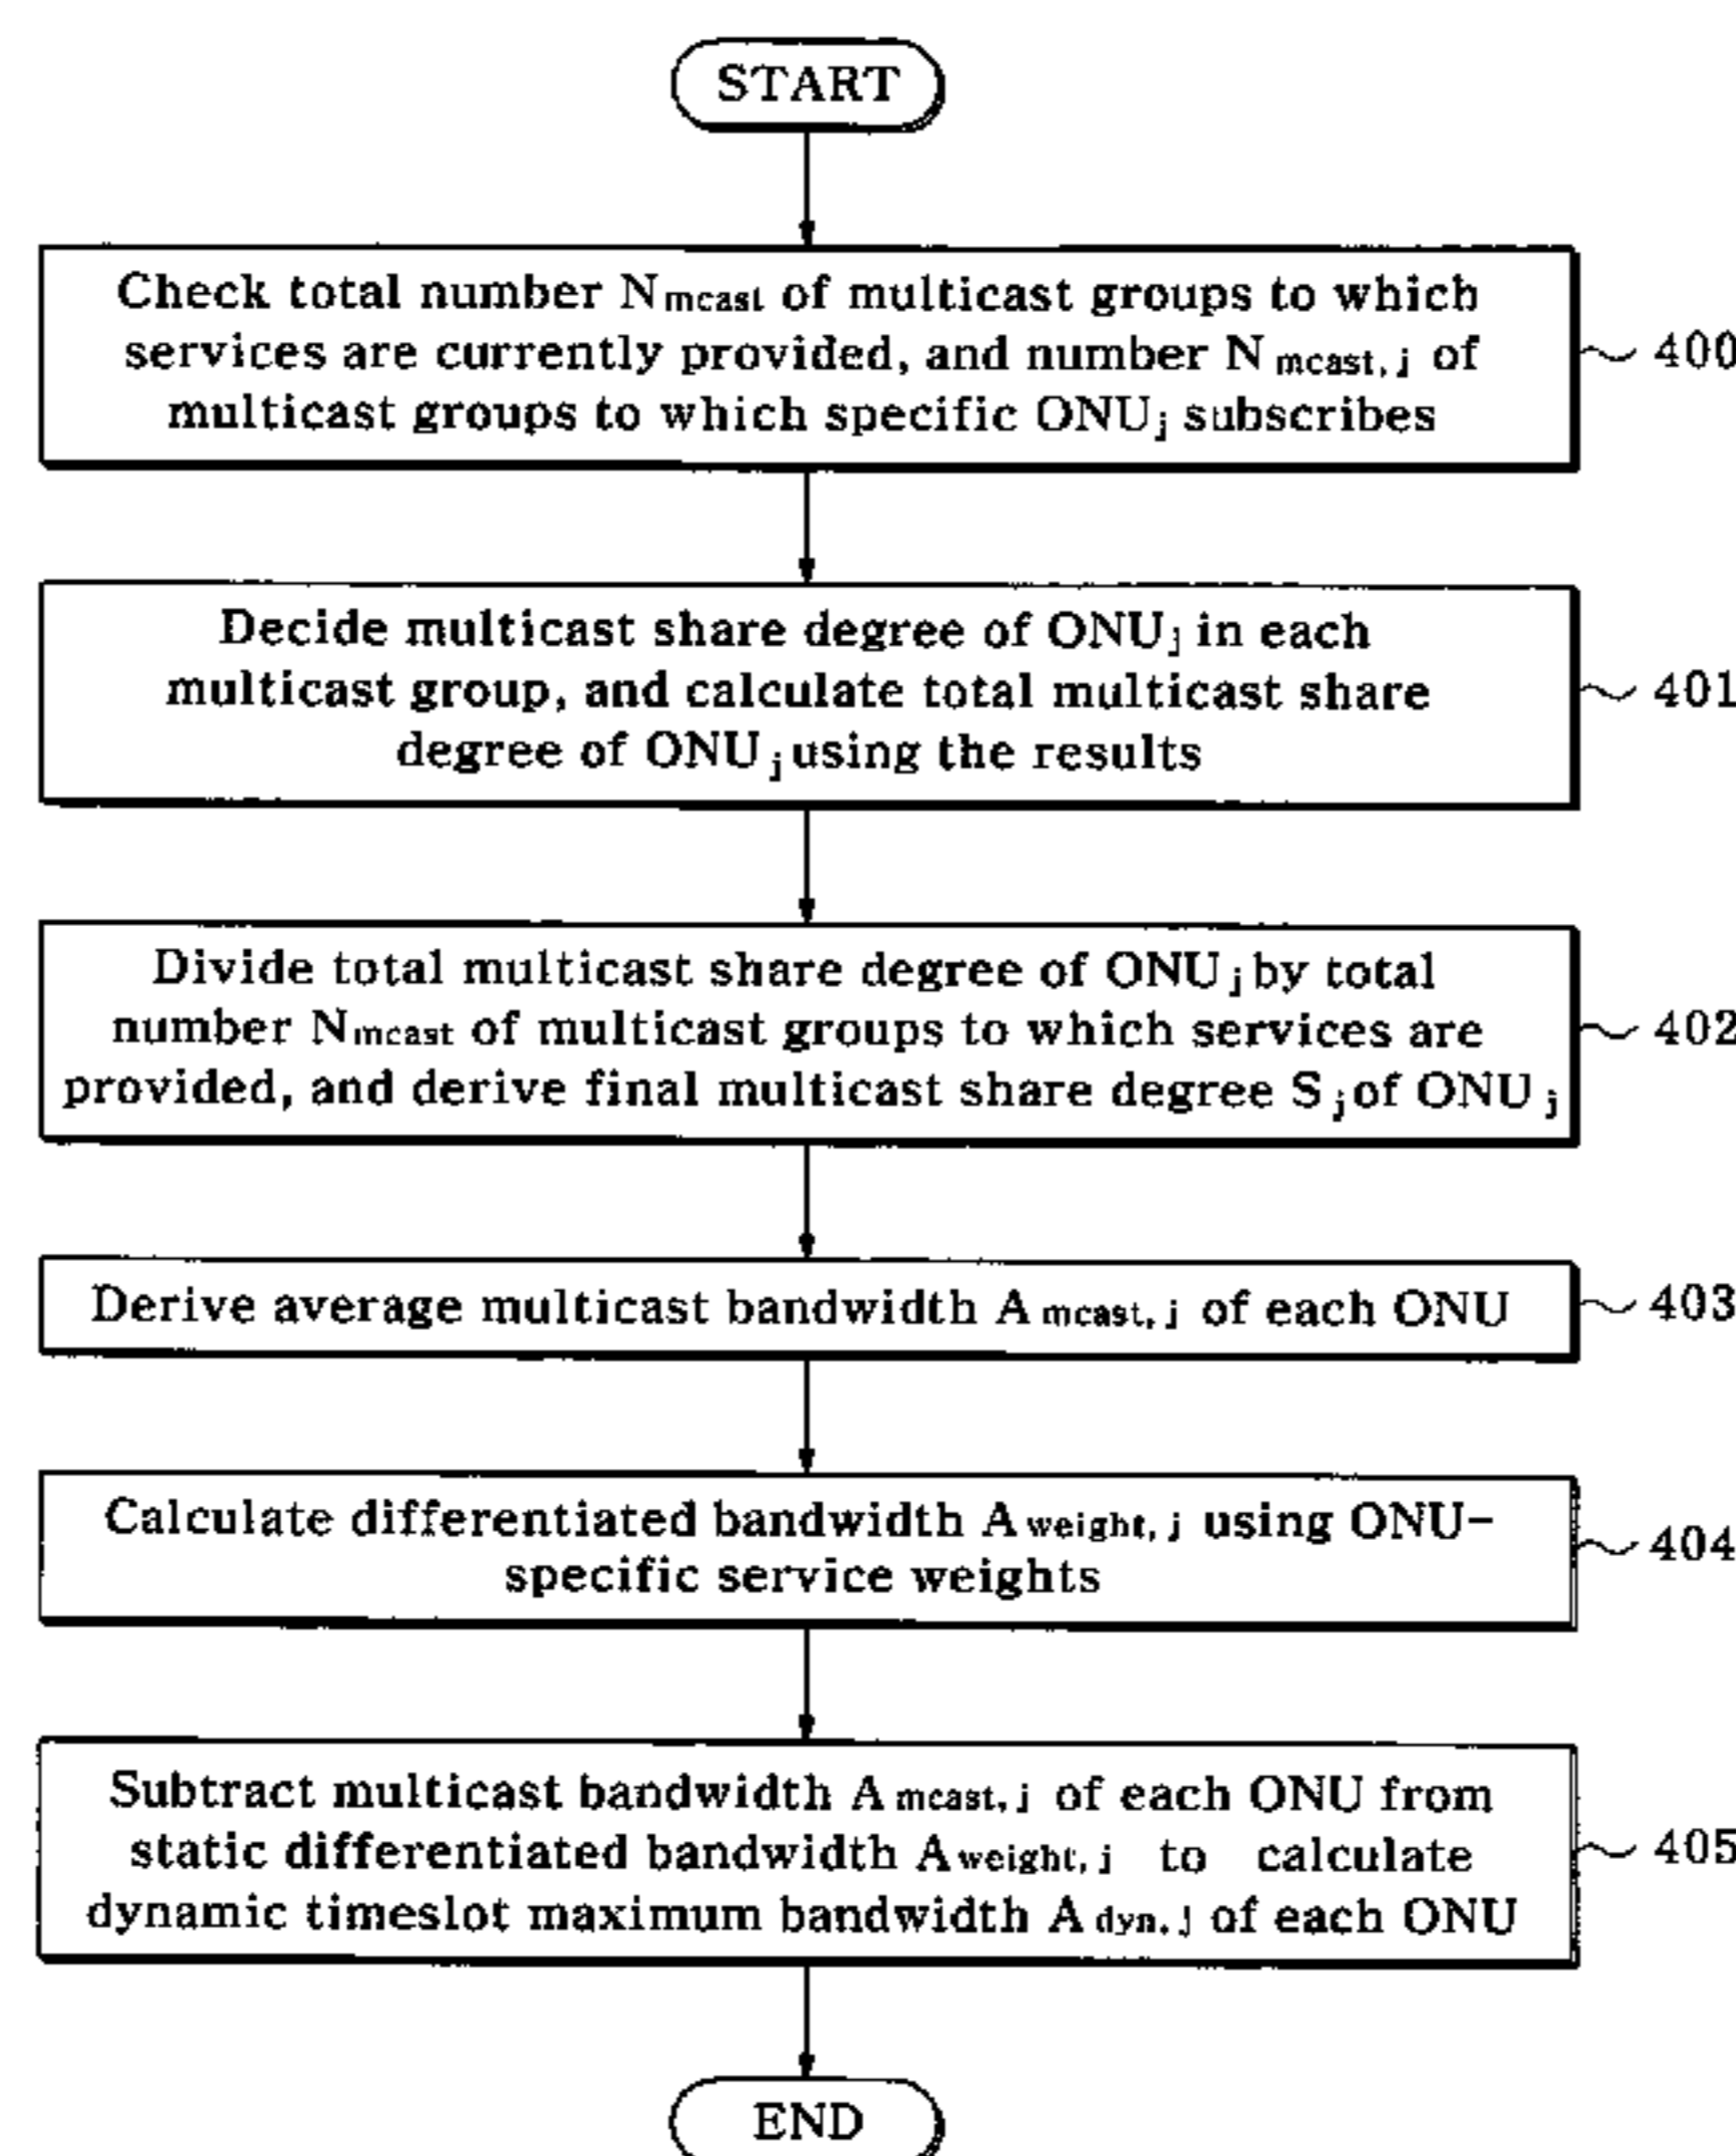 START
Check total number Nmcast of multicast groups to which
services are currently provided, and number Nmcast, j of
multicast groups to which specific ONUj subscribes
400
Decide multicast share degree of ONUj in each
multicast group, and calculate total multicast share
degree of ONUj using the results
401
Divide total multicast share degree of ONUj by total
number Nmcast of multicast groups to which services are
provided, and derive final multicast share degree Sj of ONUj
402
Derive average multicast bandwidth Amcast, j of each ONU
403
Calculate differentiated bandwidth Aweight, j using ONU-
specific service weights
404
Subtract multicast bandwidth Amcast, j of each ONU from
static differentiated bandwidth Aweight, j to calculate
dynamic timeslot maximum bandwidth Adyn, j of each ONU
405
END